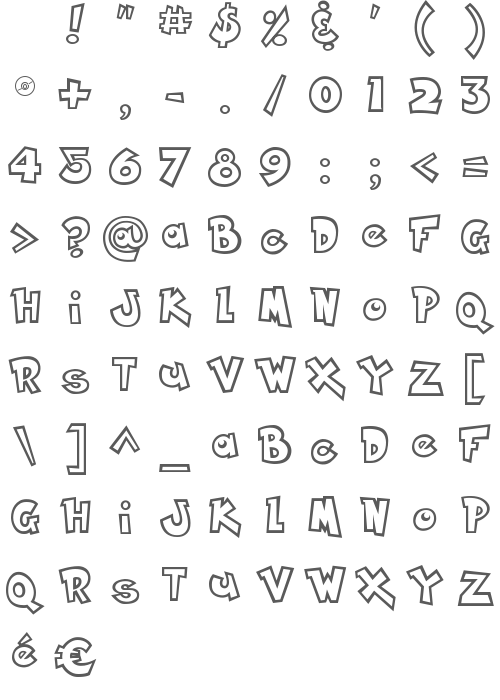 ! " # $ % & ' ( )
+ , - . / 0 1 2 3
4 5 6 7 8 9 : ; < =
> ? @ a B c D e F G
H i J K L M N o P Q
R s T u V W X Y Z [
\ ] ^ _ a B c D e F
G H i J K L M N o P
Q R s T u V W X Y Z
é €